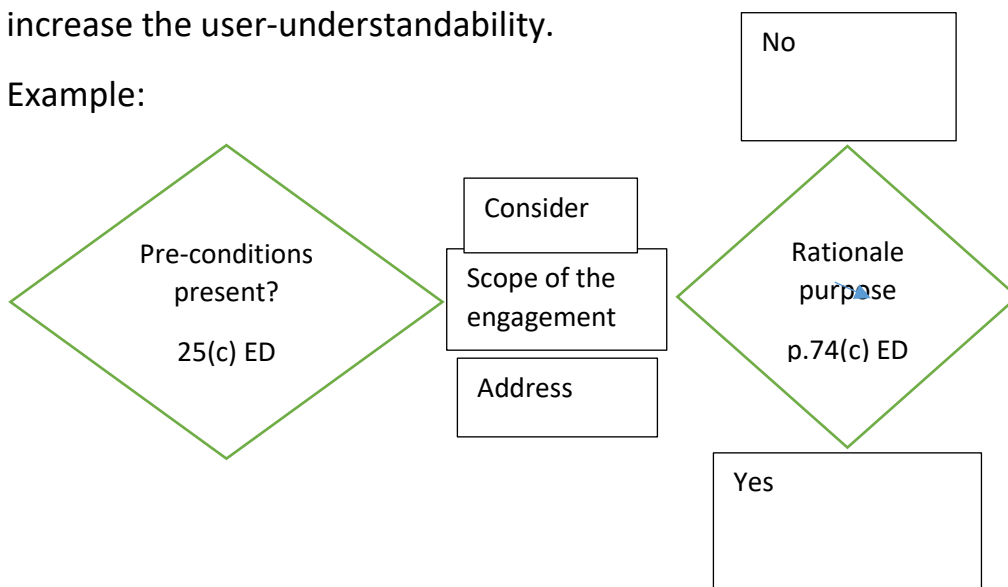 increase the user-understandability.
Example:
No
Pre-conditions
present?
25(c) ED
Consider
Scope of the
engagement
Address
Rationale
purpose
p.74(c) ED
Yes